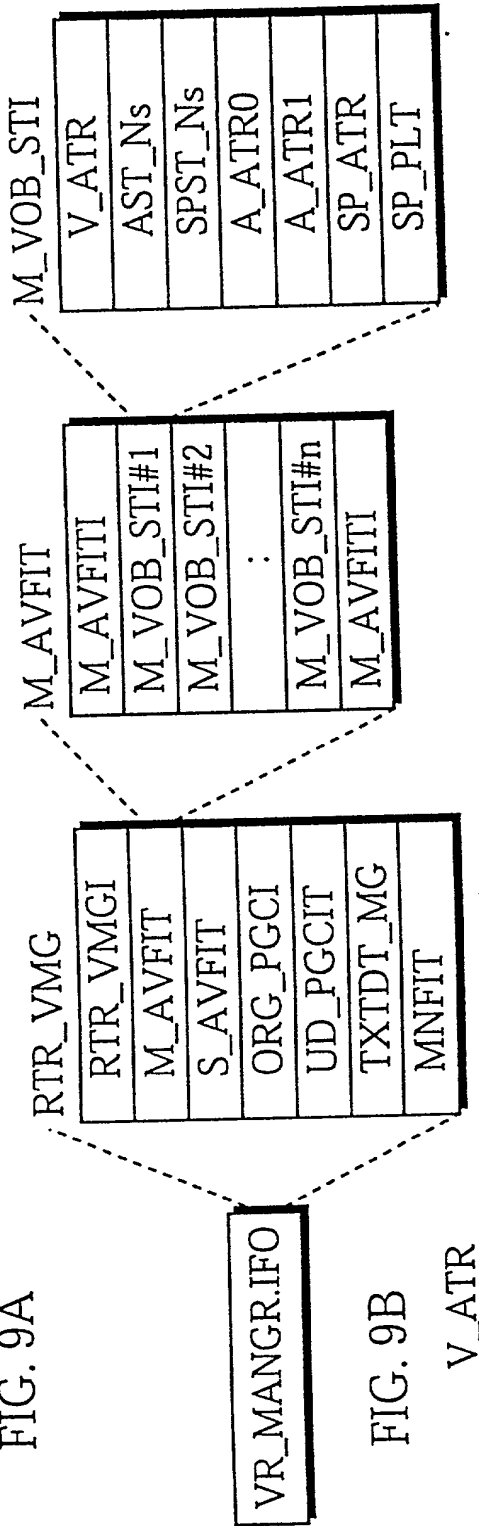 FIG. 9A
VR_MANGR.IFO
RTR_VMG
RTR_VMGI
M_AVFIT
S_AVFIT
ORG_PGCI
UD_PGCIT
TXTDT_MG
MNFIT
M_AVFIT
M_AVFITI
M_VOB_STI#1
M_VOB_STI#2
:
M_VOB_STI#n
M_AVFITI
M_VOB_STI
V_ATR
AST_Ns
SPST_Ns
A_ATR0
A_ATR1
SP_ATR
SP_PLT
FIG. 9B
V_ATR